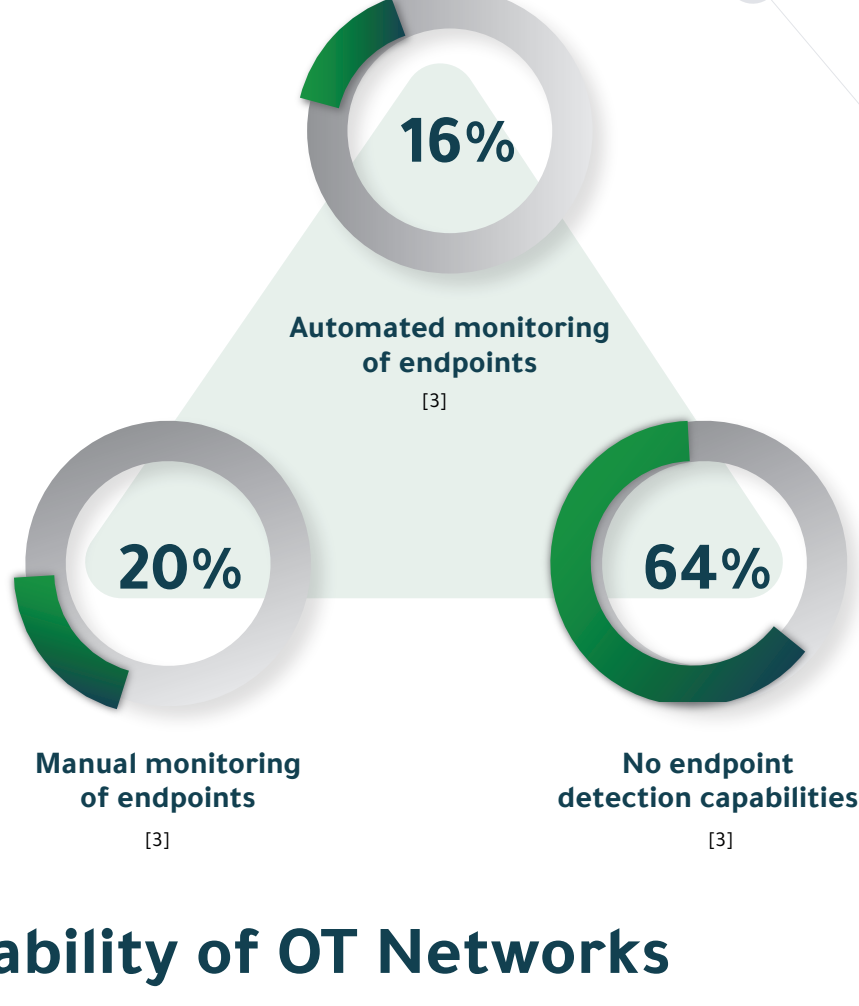 16%
Automated monitoring
of endpoints
[3]
20%
64%
Manual monitoring
of endpoints
[3]
No endpoint
detection capabilities
[3]
ability of OT Networks